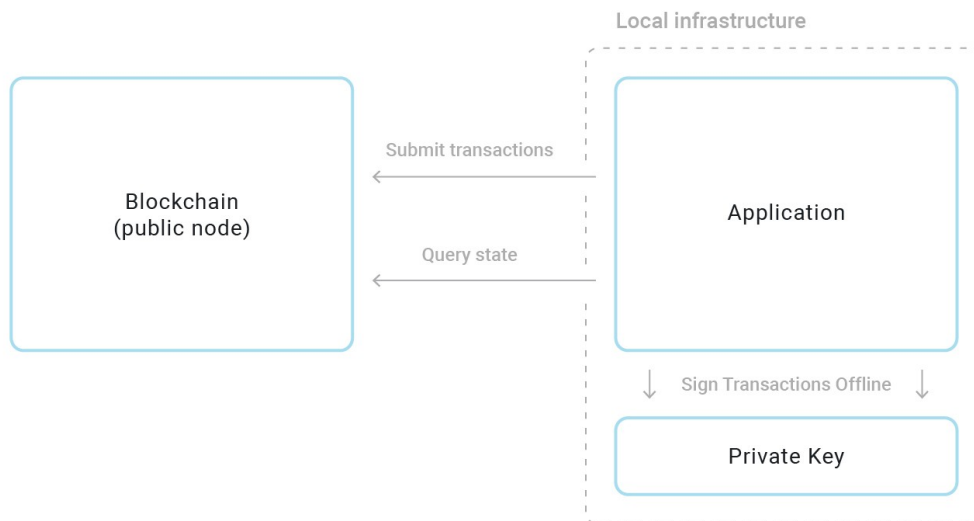 Local infrastructure
Submit transactions
Blockchain
(public node)
Application
Query state
Sign Transactions Offline
Private Key